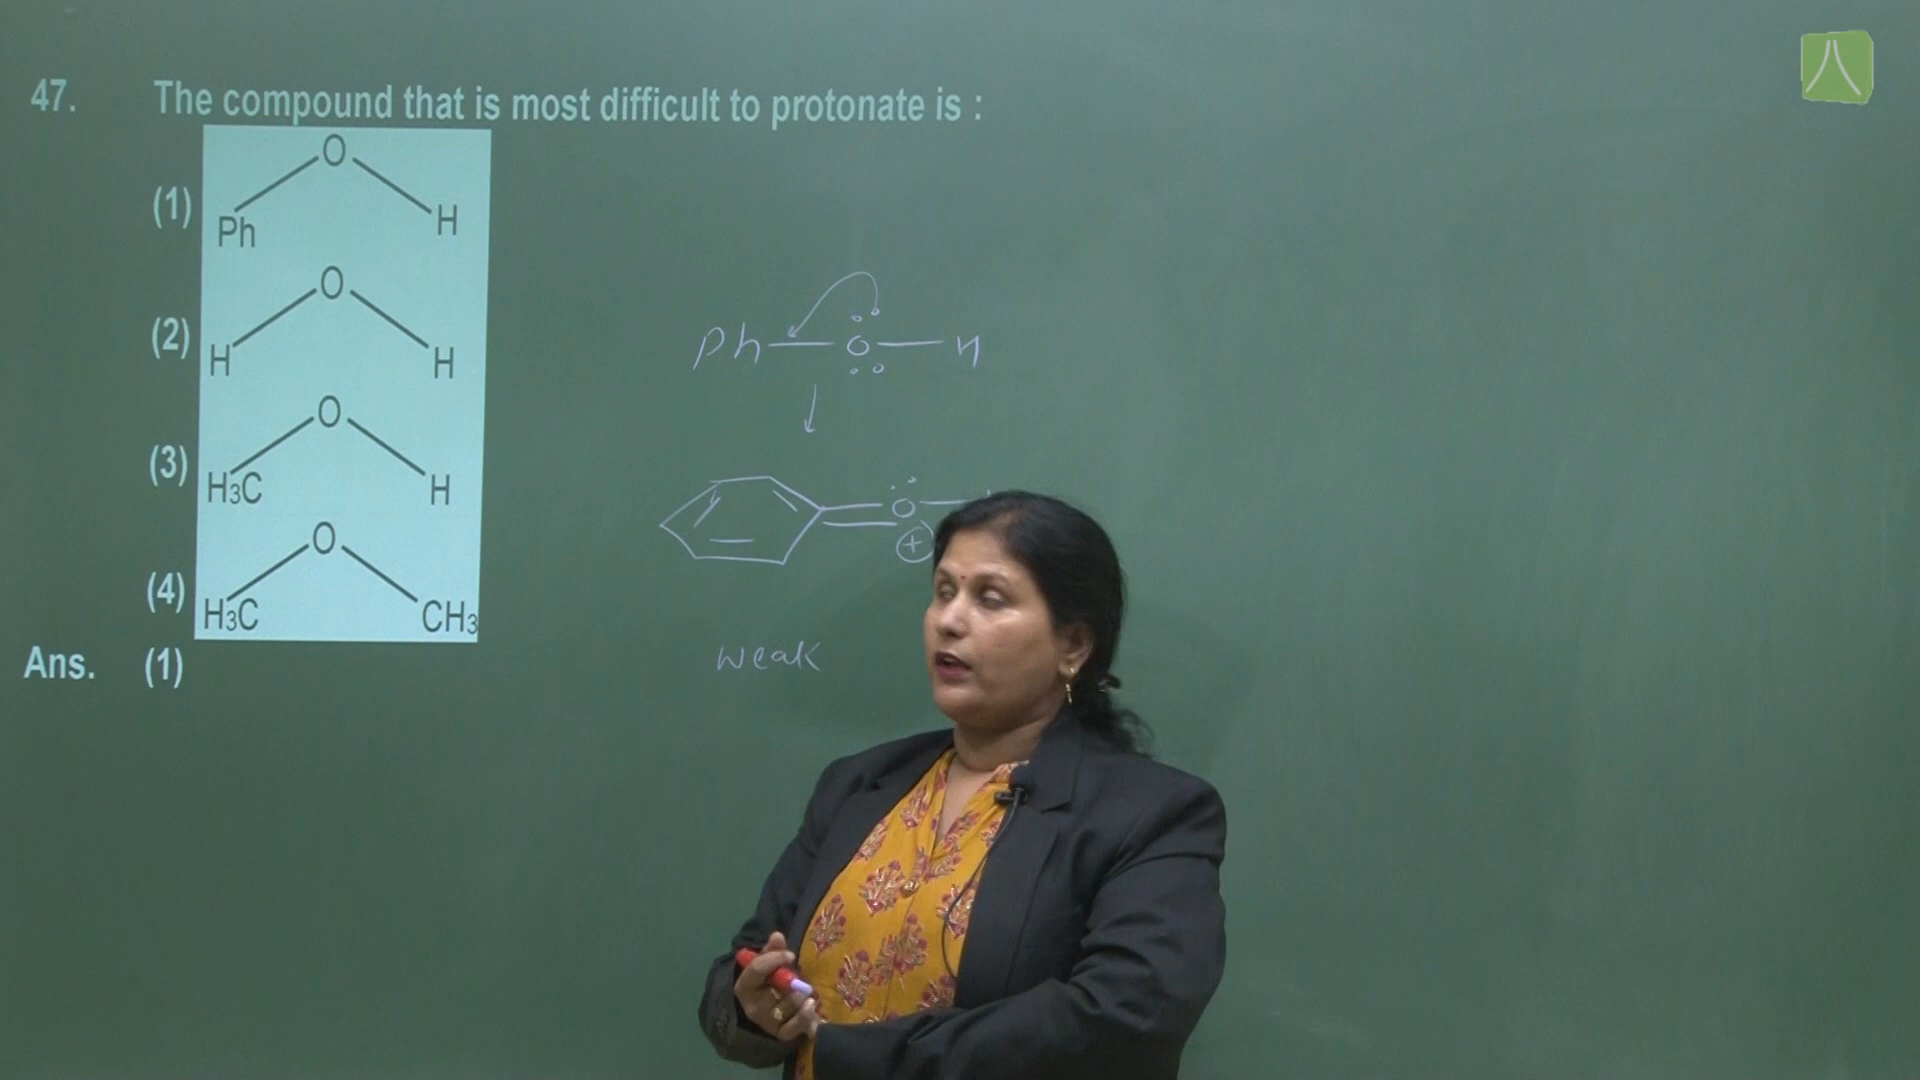 47. The compound that is most difficult to protonate is :
(1) Ph O H
(2) H O H
(3) H3C O H
(4) H3C O CH3
Ans. (1)
Ph O H
O
weak